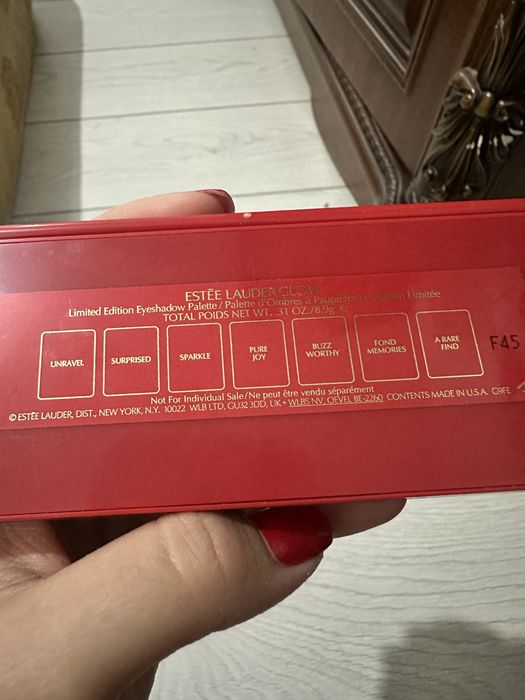 ESTĒE LAUDER GLOW
Limited Edition Eyeshadow Palette / Palette d'Ombres à Paupières Limitée
TOTAL POIDS NET WT. .31 OZ./8.9g e
UNRAVEL
SURPRISED
SPARKLE
PURE
JOY
BUZZ
WORTHY
FOND
MEMORIES
A RARE
FIND
F45
Not For Individual Sale/Ne peut être vendu séparément
© ESTĒE LAUDER, DIST., NEW YORK, N.Y. 10022 WLB LTD, GU32 3DD, UK • WLBS NV, OEVEL BE-2260 CONTENTS MADE IN U.S.A. G9FE